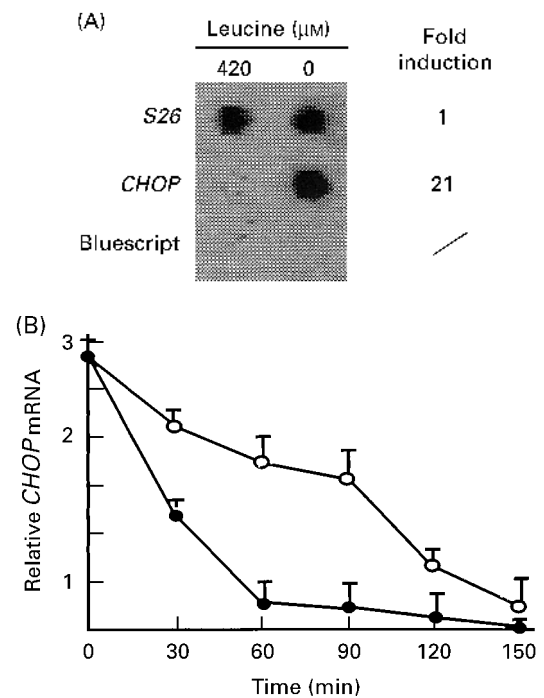 (A)
Leucine (μM)
Fold
induction
420 0
S26 1
CHOP 21
Bluescript /
(B)
3
2
1
Relative CHOP mRNA
0 30 60 90 120 150
Time (min)